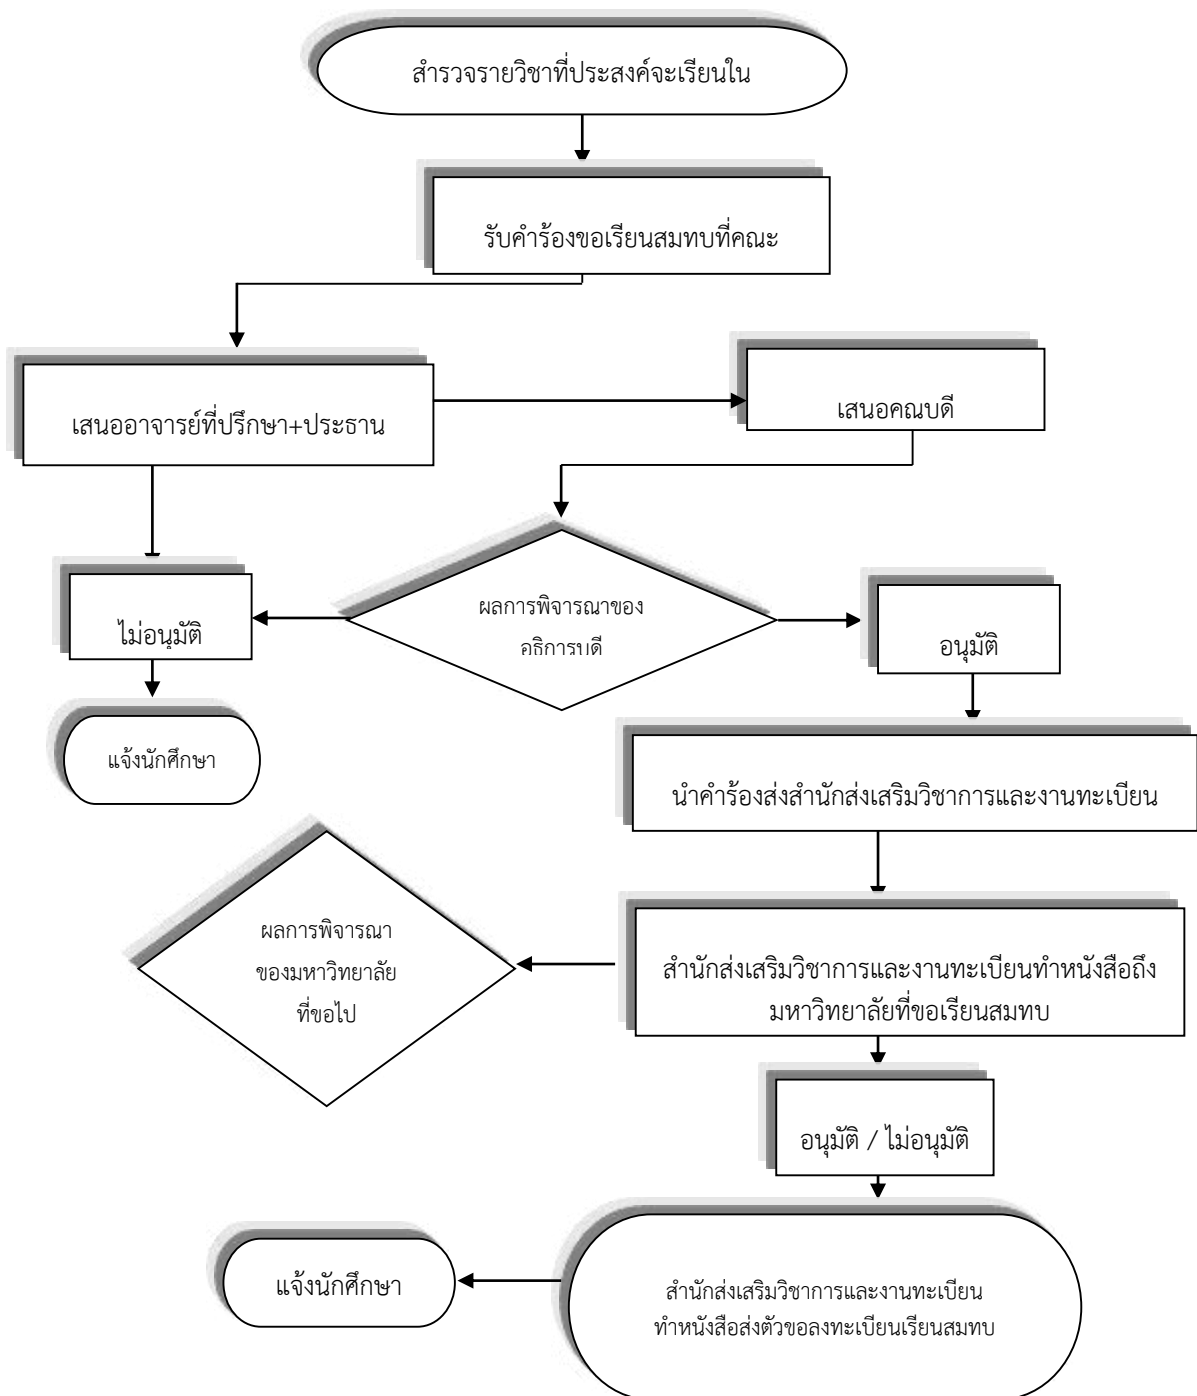 สำรวจรายวิชาที่ประสงค์จะเรียนใน
รับคำร้องขอเรียนสมทบที่คณะ
เสนออาจารย์ที่ปรึกษา+ประธาน
เสนอคณบดี
ไม่อนุมัติ
ผลการพิจารณาของ
อธิการบดี
อนุมัติ
แจ้งนักศึกษา
นำคำร้องส่งสำนักส่งเสริมวิชาการและงานทะเบียน
ผลการพิจารณา
ของมหาวิทยาลัย
ที่ขอไป
สำนักส่งเสริมวิชาการและงานทะเบียนทำหนังสือถึง
มหาวิทยาลัยที่ขอเรียนสมทบ
อนุมัติ / ไม่อนุมัติ
แจ้งนักศึกษา
สำนักส่งเสริมวิชาการและงานทะเบียน
ทำหนังสือส่งตัวขอลงทะเบียนเรียนสมทบ